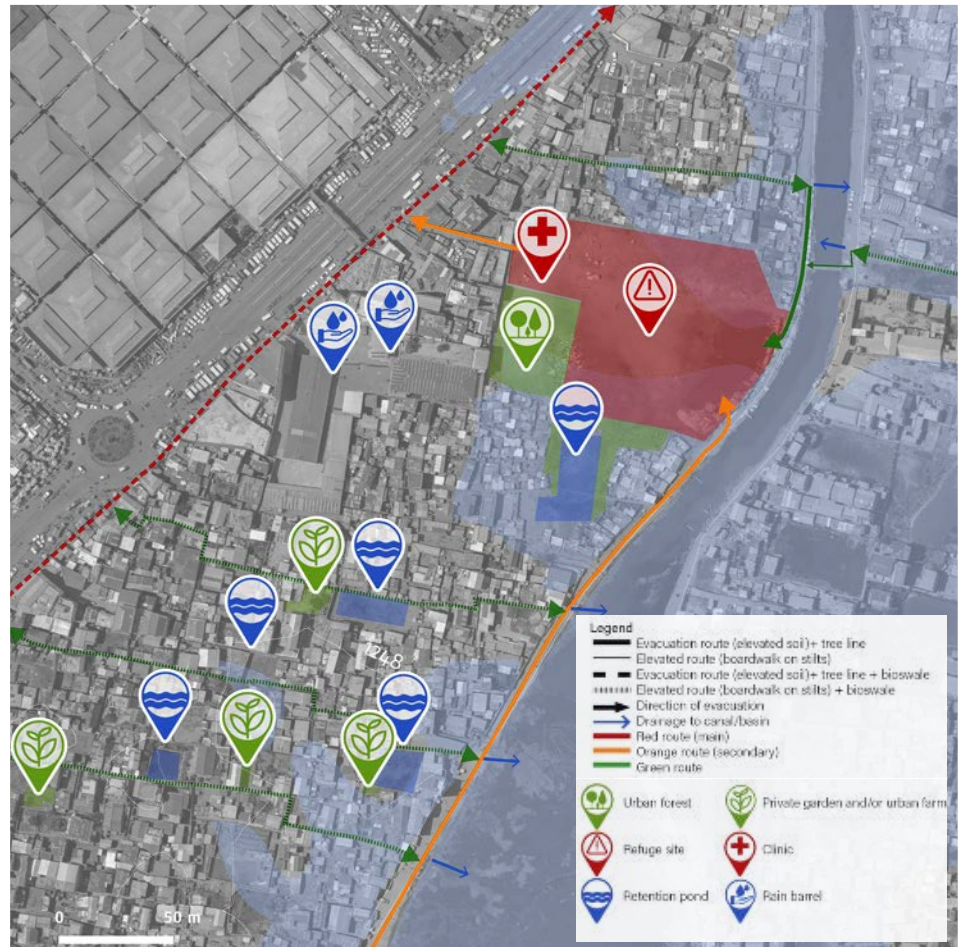 1248
Legend
Evacuation route (elevated soil)+ tree line
Elevated route (boardwalk on stilts)
Evacuation route (elevated soil)+ tree line + bioswale
Elevated route (boardwalk on stilts) + bioswale
Direction of evacuation
Drainage to canal/basin
Red route (main)
Orange route (secondary)
Green route
Urban forest
Private garden and/or urban farm
Refuge site
Clinic
Retention pond
Rain barrel
0 50 m